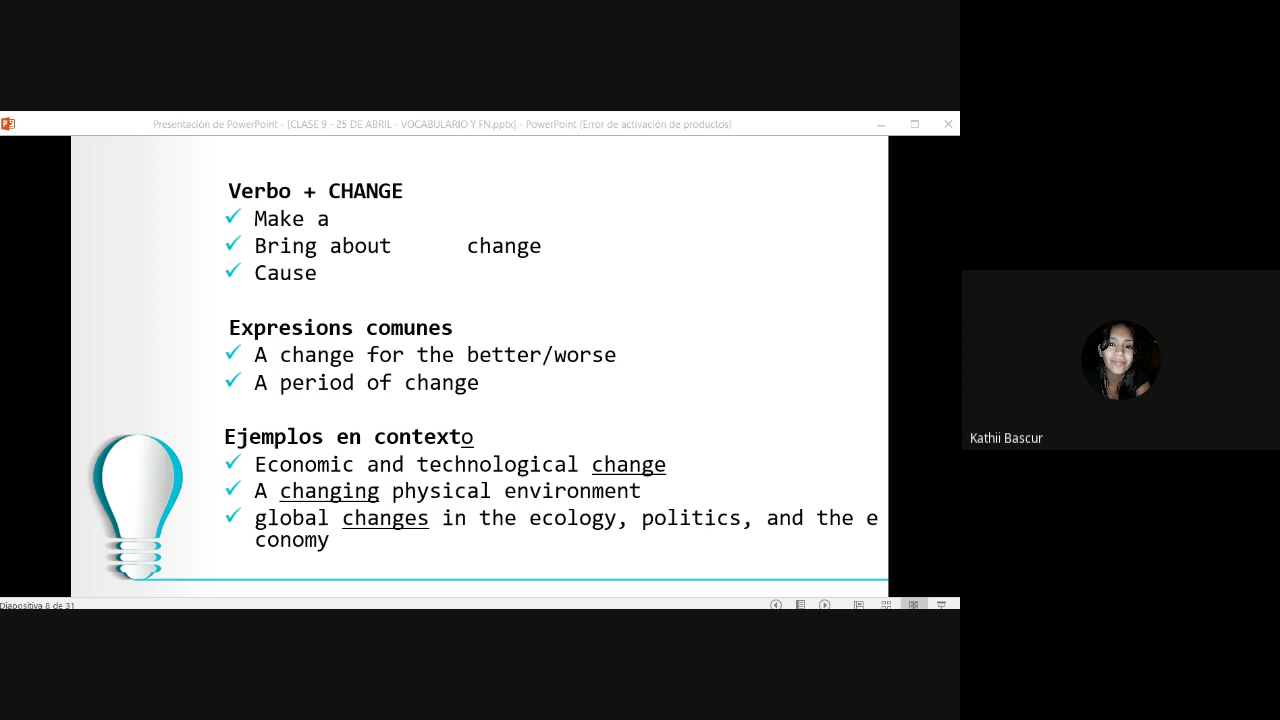 Presentación de PowerPoint - [CLASE 9 - 25 DE ABRIL - VOCABULARIO Y FN.pptx] - PowerPoint (Error de activación de productos)
Verbo + CHANGE
✓ Make a
✓ Bring about change
✓ Cause
Expresions comunes
✓ A change for the better/worse
✓ A period of change
Ejemplos en contexto
✓ Economic and technological change
✓ A changing physical environment
✓ global changes in the ecology, politics, and the e
conomy
Diapositiva 8 de 31
Kathii Bascur